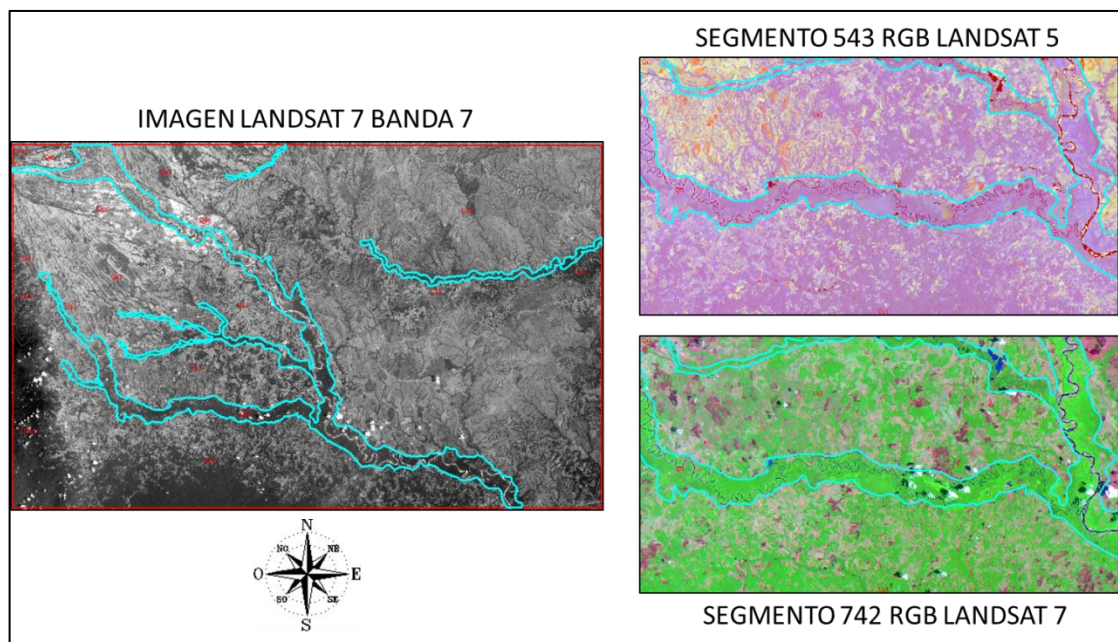 SEGMENTO 543 RGB LANDSAT 5
IMAGEN LANDSAT 7 BANDA 7
N
NO NE
O E
SO SE
S
SEGMENTO 742 RGB LANDSAT 7